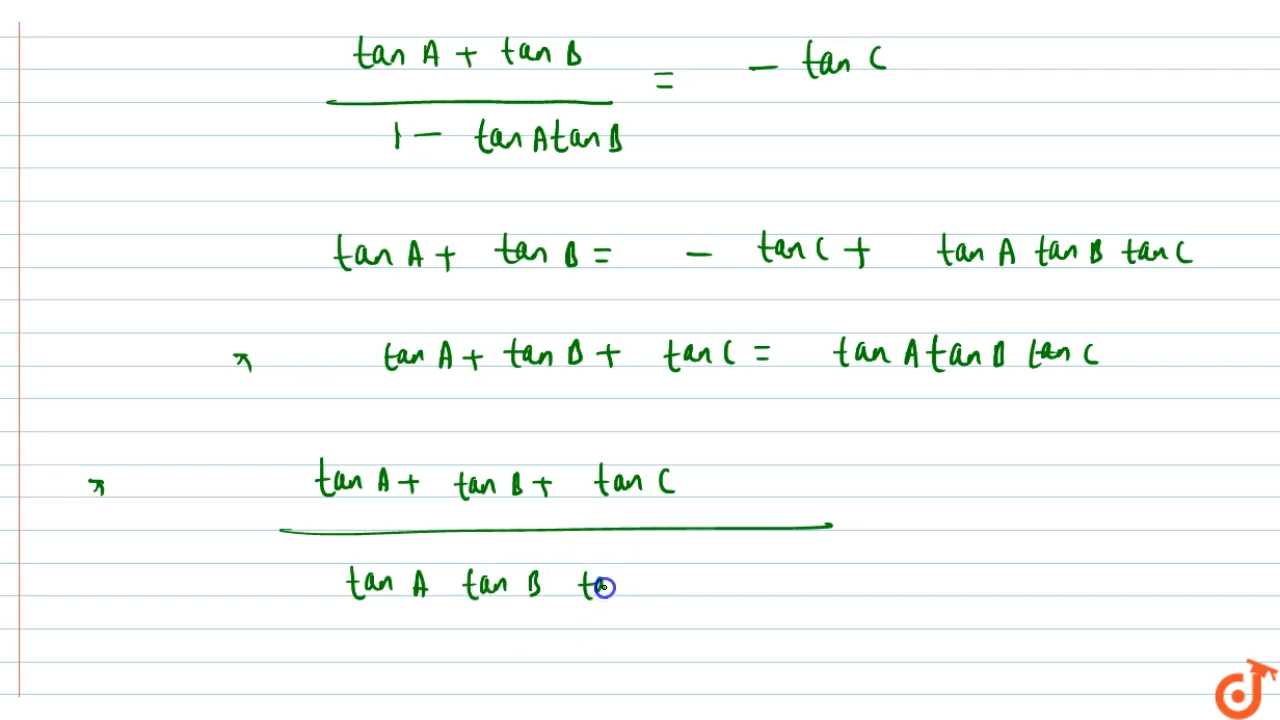 tan A + tan B
1 - tan A tan B = - tan C
tan A + tan B = - tan C + tan A tan B tan C
tan A + tan B + tan C = tan A tan B tan C
tan A + tan B + tan C
tan A tan B